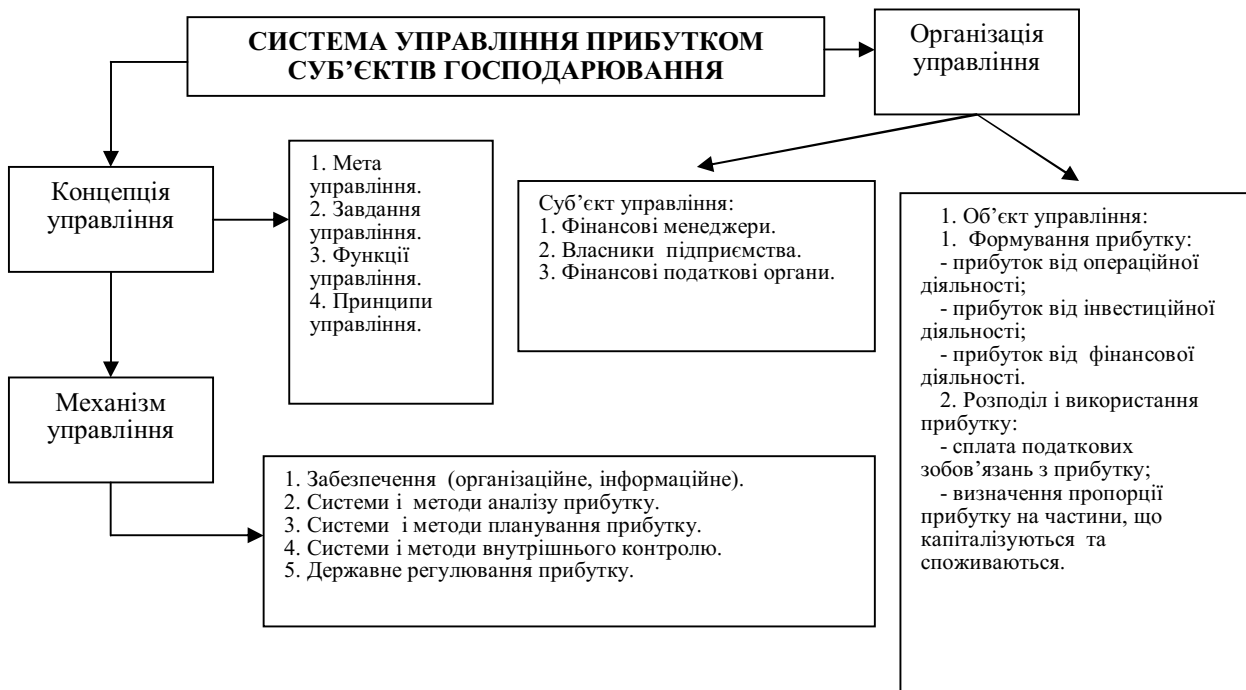 СИСТЕМА УПРАВЛІННЯ ПРИБУТКОМ
СУБ’ЄКТІВ ГОСПОДАРЮВАННЯ
Організація
управління
Концепція
управління
1. Мета
управління.
2. Завдання
управління.
3. Функції
управління.
4. Принципи
управління.
Суб’єкт управління:
1. Фінансові менеджери.
2. Власники підприємства.
3. Фінансові податкові органи.
1. Об’єкт управління:
1. Формування прибутку:
- прибуток від операційної
діяльності;
- прибуток від інвестиційної
діяльності;
- прибуток від фінансової
діяльності.
2. Розподіл і використання
прибутку:
- сплата податкових
зобов’язань з прибутку;
- визначення пропорції
прибутку на частини, що
капіталізуються та
споживаються.
Механізм
управління
1. Забезпечення (організаційне, інформаційне).
2. Системи і методи аналізу прибутку.
3. Системи і методи планування прибутку.
4. Системи і методи внутрішнього контролю.
5. Державне регулювання прибутку.